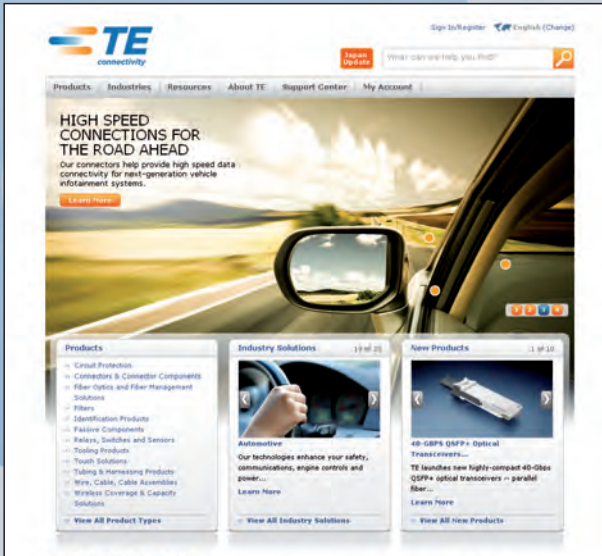 Sign In/Register English (Change)
TE
connectivity
Japan
Update
What can we help you find?
Products Industries Resources About TE Support Center My Account
HIGH SPEED
CONNECTIONS FOR
THE ROAD AHEAD
Our connectors help provide high speed data
connectivity for next-generation vehicle
infotainment systems.
Learn More
1 2 3 4
Products
Circuit Protection
Connectors & Connector Components
Fiber Optics and Fiber Management
Solutions
Filters
Identification Products
Passive Components
Relays, Switches and Sensors
Tooling Products
Touch Solutions
Tubing & Harnessing Products
Wire, Cable, Cable Assemblies
Wireless Coverage & Capacity
Solutions
View All Product Types
Industry Solutions
Automotive
Our technologies enhance your safety,
communications, engine controls and
power...
Learn More
View All Industry Solutions
New Products 1 of 10
40-GBPS QSFP+ Optical
Transceivers...
TE launches new highly-compact 40-Gbps
QSFP+ optical transceivers -- parallel
fiber...
Learn More
View All New Products